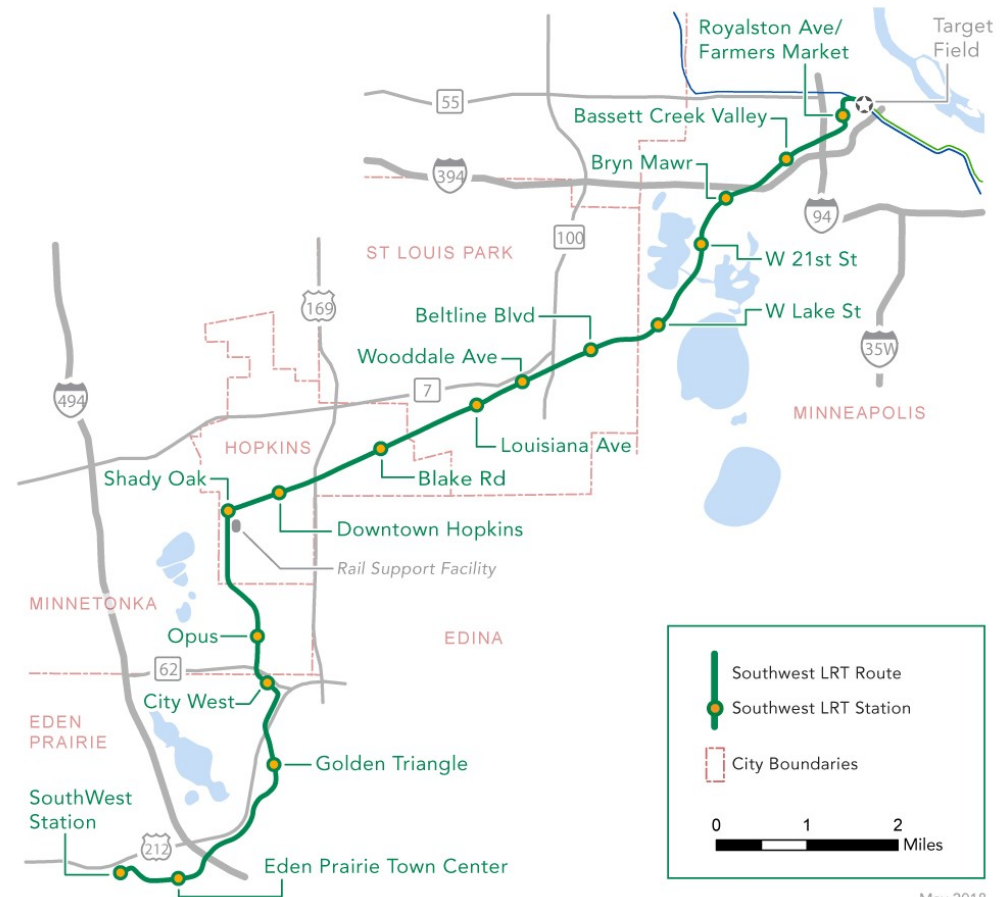 Royalston Ave/
Farmers Market
Target
Field
55
Bassett Creek Valley
Bryn Mawr
394
94
100
ST LOUIS PARK
W 21st St
169
Beltline Blvd
W Lake St
Wooddale Ave
35W
7
494
MINNEAPOLIS
HOPKINS
Louisiana Ave
Shady Oak
Blake Rd
Downtown Hopkins
Rail Support Facility
MINNETONKA
Opus
EDINA
62
City West
EDEN
PRAIRIE
Golden Triangle
SouthWest
Station
212
Eden Prairie Town Center
Southwest LRT Route
Southwest LRT Station
City Boundaries
0 1 2
Miles
May 2018